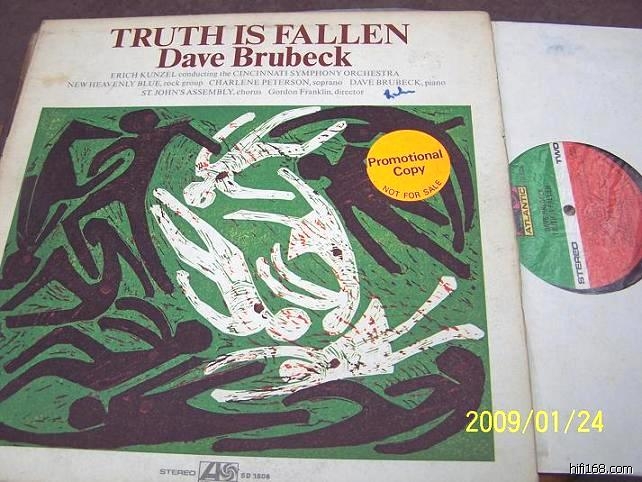 TRUTH IS FALLEN
Dave Brubeck
ERICH KUNZEL conducting the CINCINNATI SYMPHONY ORCHESTRA
NEW HEAVENLY BLUE, rock group CHARLENE PETERSON, soprano DAVE BRUBECK, piano
ST. JOHN'S ASSEMBLY, chorus Gordon Franklin, director
Promotional
Copy
NOT FOR SALE
ATLANTIC
TWO
STEREO
STEREO
SD 1606
2009/01/24
hifi168.com